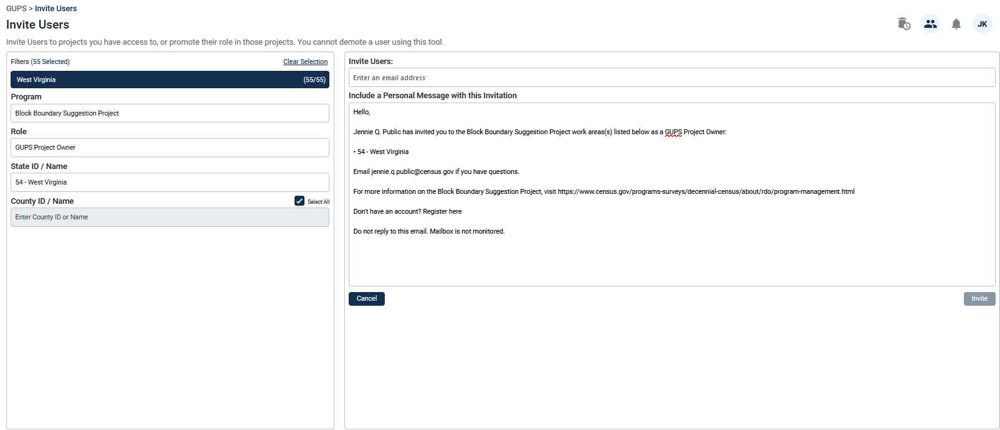 GUPS > Invite Users
Invite Users
JK
Invite Users to projects you have access to, or promote their role in those projects. You cannot demote a user using this tool.
Filters (55 Selected)
Clear Selection
West Virginia
(55/55)
Program
Block Boundary Suggestion Project
Role
GUPS Project Owner
State ID / Name
54 - West Virginia
County ID / Name
Select All
Enter County ID or Name
Invite Users:
Enter an email address
Include a Personal Message with this Invitation
Hello,
Jennie Q. Public has invited you to the Block Boundary Suggestion Project work areas(s) listed below as a GUPS Project Owner:
• 54 - West Virginia
Email jennie.q.public@census.gov if you have questions.
For more information on the Block Boundary Suggestion Project, visit https://www.census.gov/programs-surveys/decennial-census/about/rdo/program-management.html
Don't have an account? Register here
Do not reply to this email. Mailbox is not monitored.
Cancel
Invite